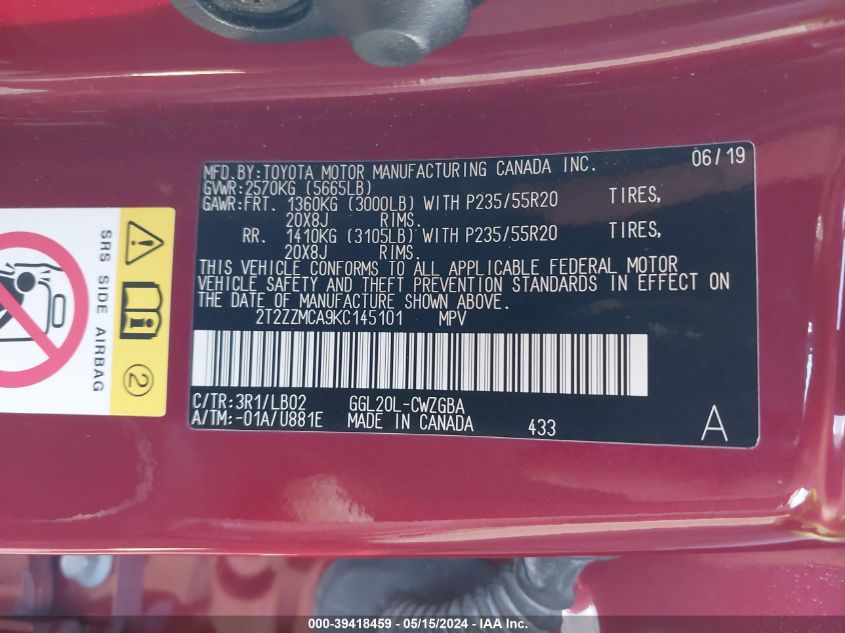 MFD.BY:TOYOTA MOTOR MANUFACTURING CANADA INC. 06/19
GVWR:2570KG (5665LB)
GAWR:FRT. 1360KG (3000LB) WITH P235/55R20 TIRES,
20X8J RIMS.
RR. 1410KG (3105LB) WITH P235/55R20 TIRES,
20X8J RIMS.
THIS VEHICLE CONFORMS TO ALL APPLICABLE FEDERAL MOTOR
VEHICLE SAFETY AND THEFT PREVENTION STANDARDS IN EFFECT ON
THE DATE OF MANUFACTURE SHOWN ABOVE.
2T2ZZMCA9KC145101 MPV
C/TR:3R1/LB02 GGL20L-CWZGBA
A/TM:-01A/U881E MADE IN CANADA 433 A
SRS SIDE AIRBAG
2
000-39418459 - 05/15/2024 - IAAI Inc.